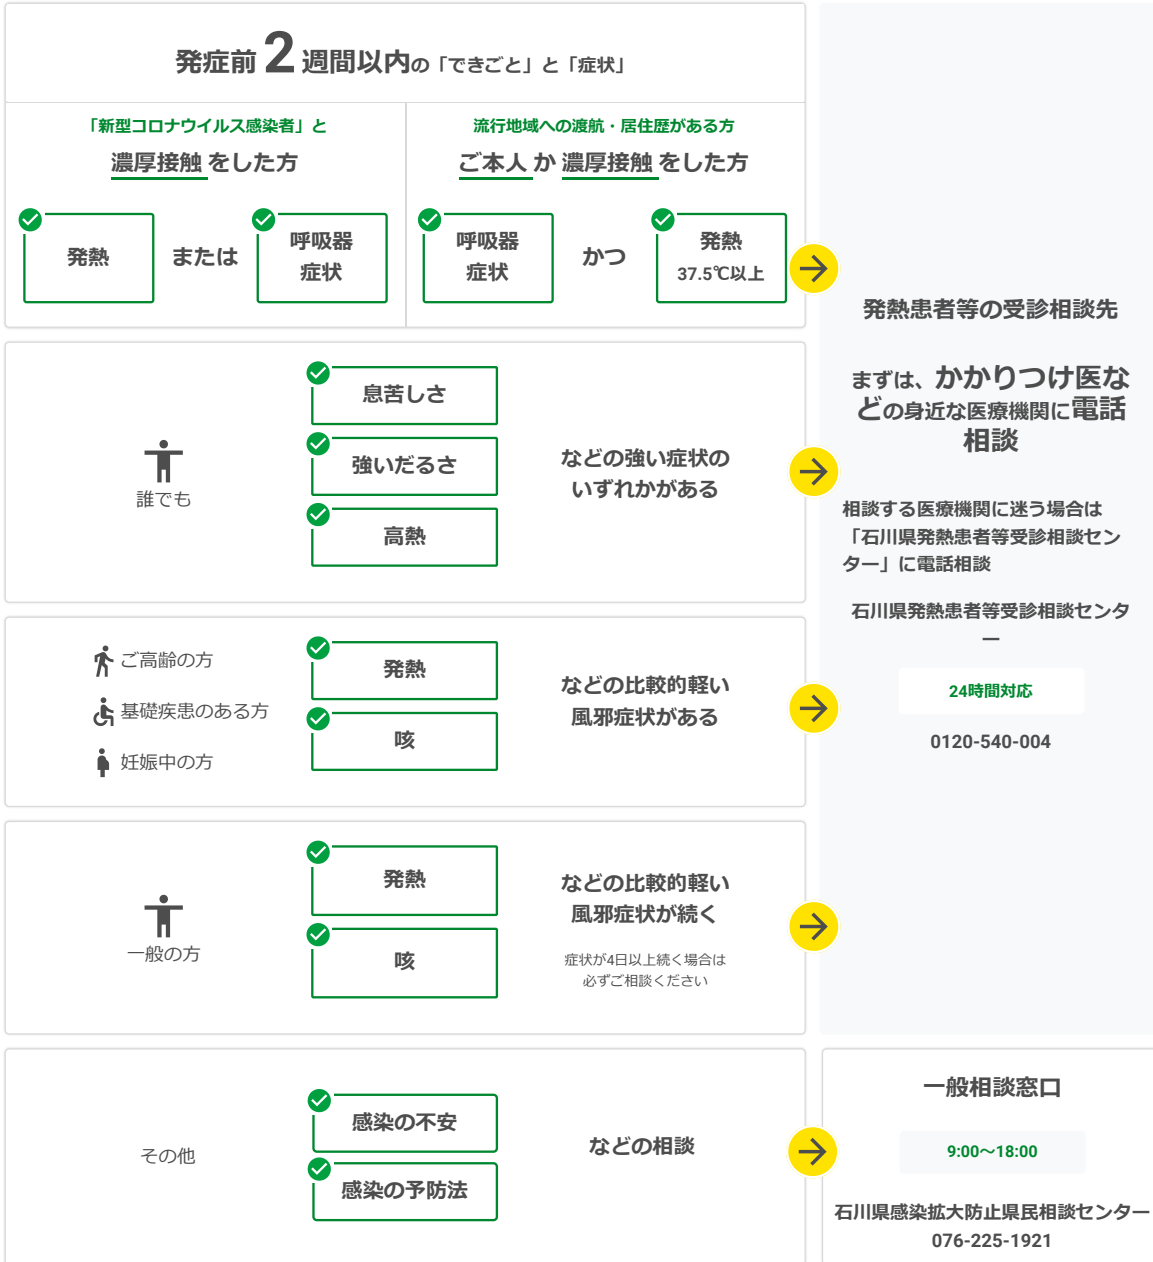 発症前 2 週間以内の「できごと」と「症状」
「新型コロナウイルス感染者」と
濃厚接触 をした方
発熱
または
呼吸器
症状
流行地域への渡航・居住歴がある方
ご本人 か 濃厚接触 をした方
呼吸器
症状
かつ
発熱
37.5℃以上
誰でも
息苦しさ
強いだるさ
高熱
などの強い症状の
いずれかがある
ご高齢の方
基礎疾患のある方
妊娠中の方
発熱
咳
などの比較的軽い
風邪症状がある
一般の方
発熱
咳
などの比較的軽い
風邪症状が続く
症状が4日以上続く場合は
必ずご相談ください
発熱患者等の受診相談先
まずは、かかりつけ医な
どの身近な医療機関に電話
相談
相談する医療機関に迷う場合は
「石川県発熱患者等受診相談セン
ター」に電話相談
石川県発熱患者等受診相談センタ
ー
24時間対応
0120-540-004
その他
感染の不安
感染の予防法
などの相談
一般相談窓口
9:00〜18:00
石川県感染拡大防止県民相談センター
076-225-1921